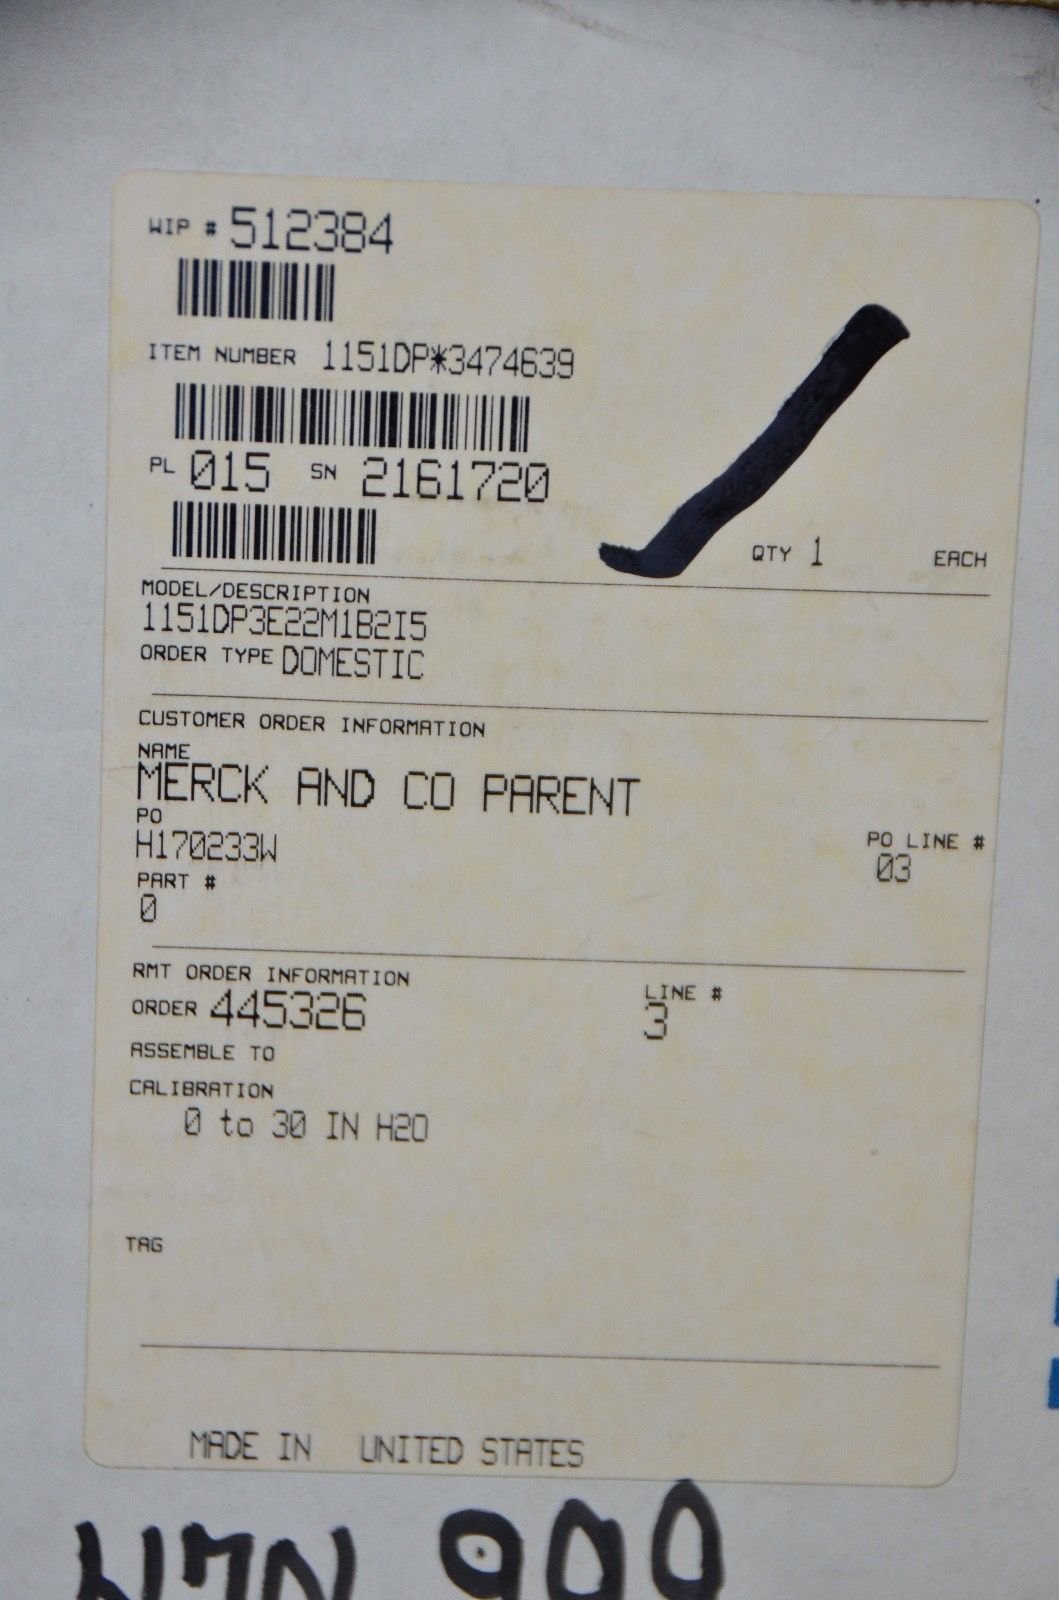 WIP # 512384
ITEM NUMBER 1151DP*3474639
PL 015 SN 2161720
QTY 1 EACH
MODEL/DESCRIPTION
1151DP3E22M1B2I5
ORDER TYPE DOMESTIC
CUSTOMER ORDER INFORMATION
NAME
MERCK AND CO PARENT
PO
H170233W
PO LINE #
03
PART #
0
RMT ORDER INFORMATION
ORDER 445326
LINE #
3
ASSEMBLE TO
CALIBRATION
0 to 30 IN H2O
TAG
MADE IN UNITED STATES